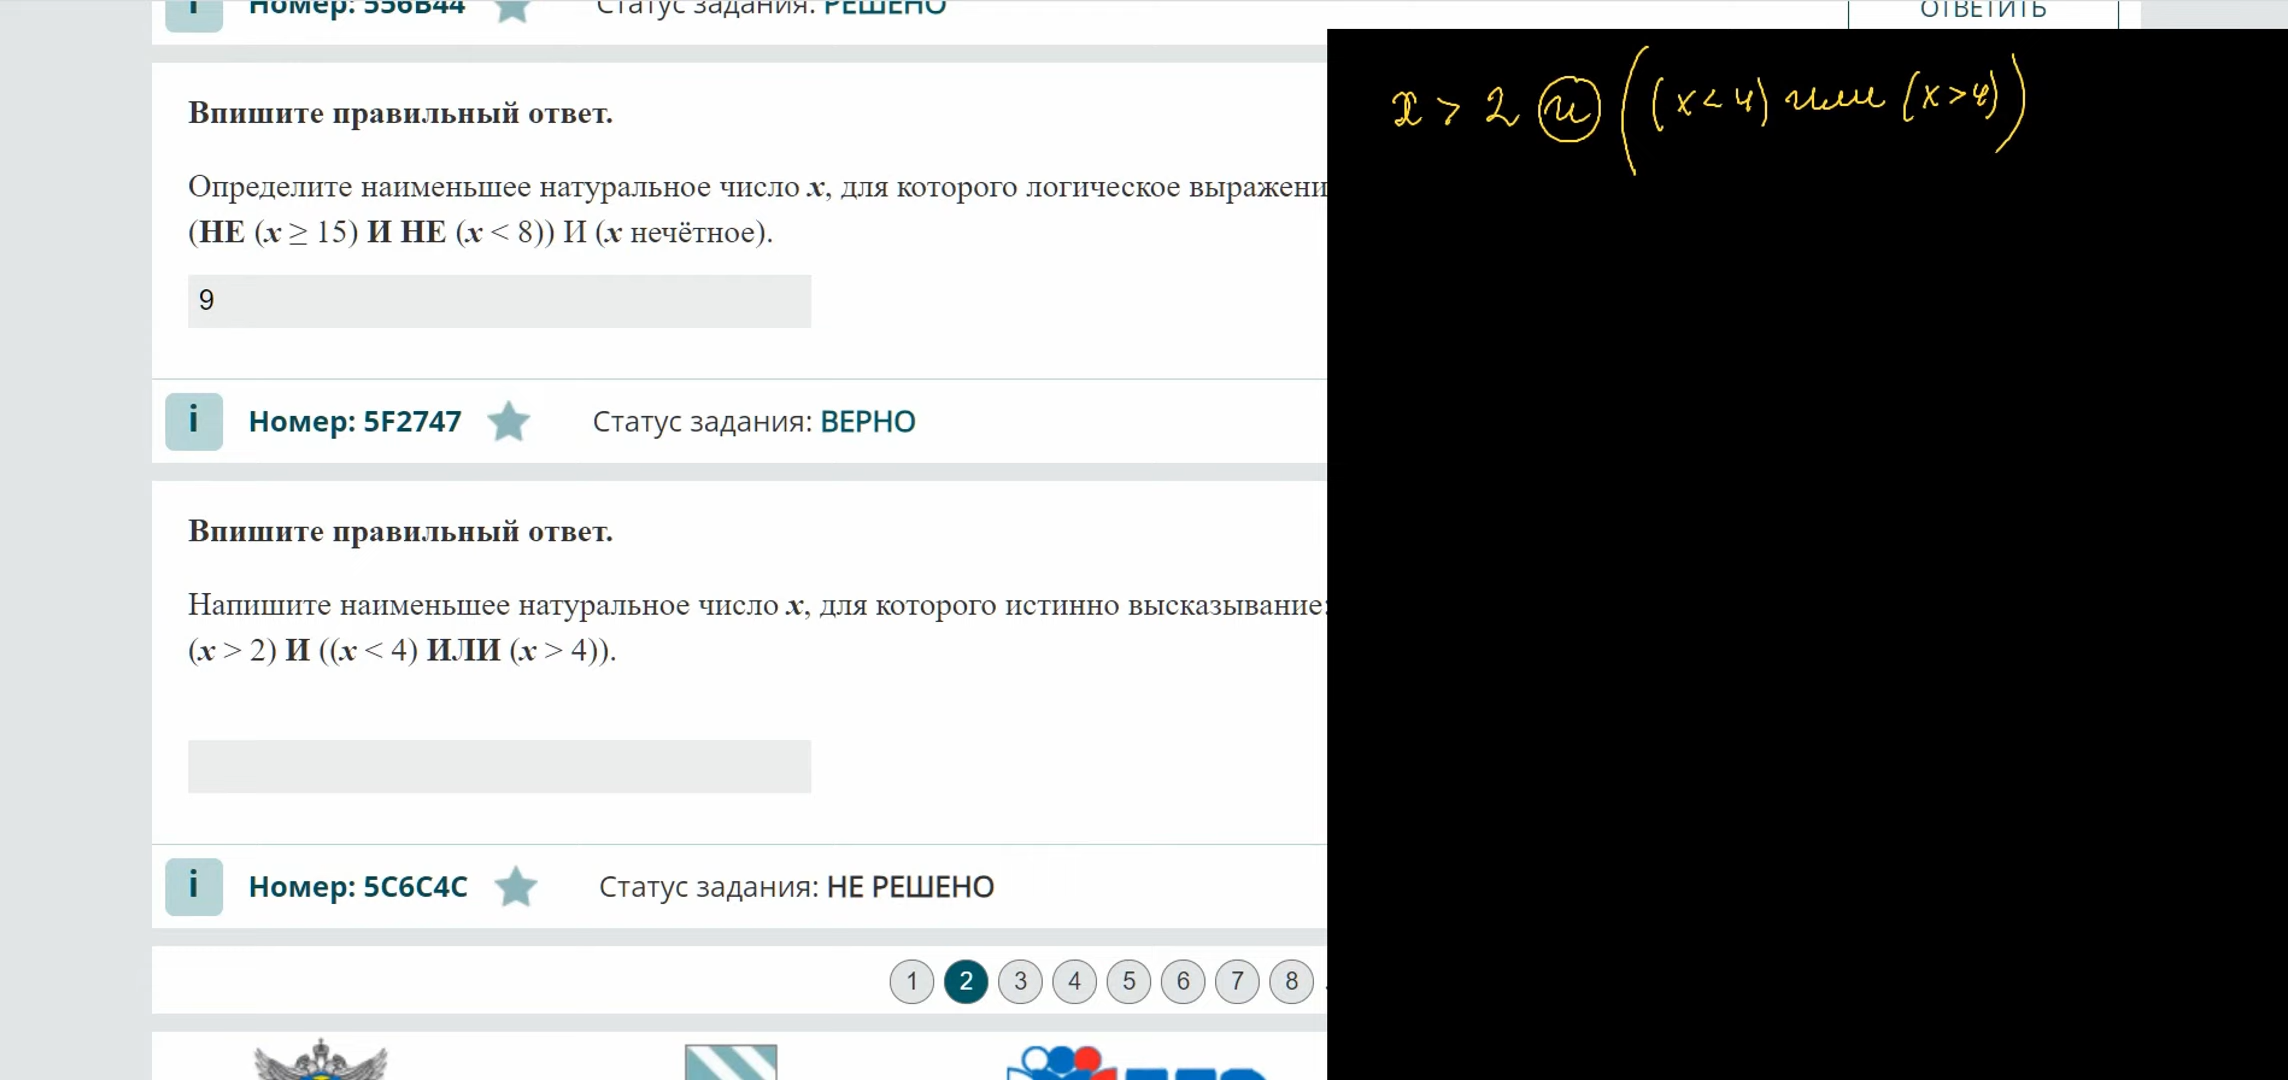 Номер: 556B44 Статус задания: РЕШЕНО ОТВЕТИТЬ
Впишите правильный ответ.
Определите наименьшее натуральное число x, для которого логическое выражени
(НЕ (x ≥ 15) И НЕ (x < 8)) И (x нечётное).
9
i Номер: 5F2747 Статус задания: ВЕРНО
Впишите правильный ответ.
Напишите наименьшее натуральное число x, для которого истинно высказывание:
(x > 2) И ((x < 4) ИЛИ (x > 4)).
i Номер: 5C6C4C Статус задания: НЕ РЕШЕНО
1 2 3 4 5 6 7 8
x > 2 и ((x < 4) или (x > 4))